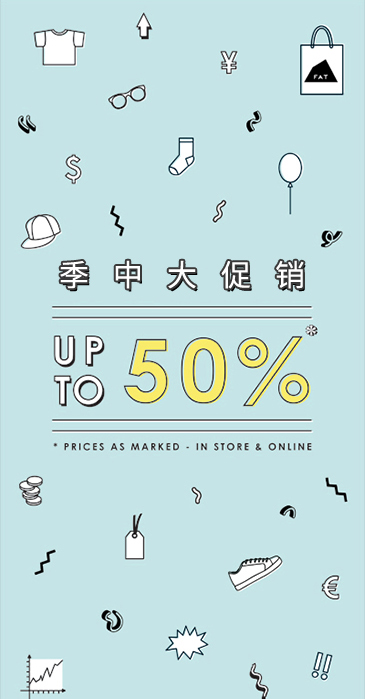 ¥
FAT
$
季中大促销
UP TO 50%*
* PRICES AS MARKED - IN STORE & ONLINE
€
!!